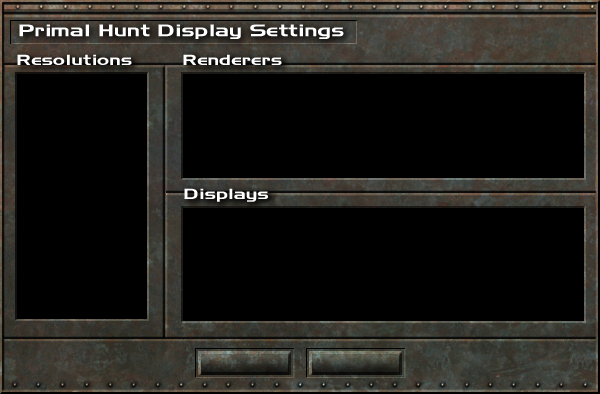 Primal Hunt Display Settings
Resolutions
Renderers
Displays